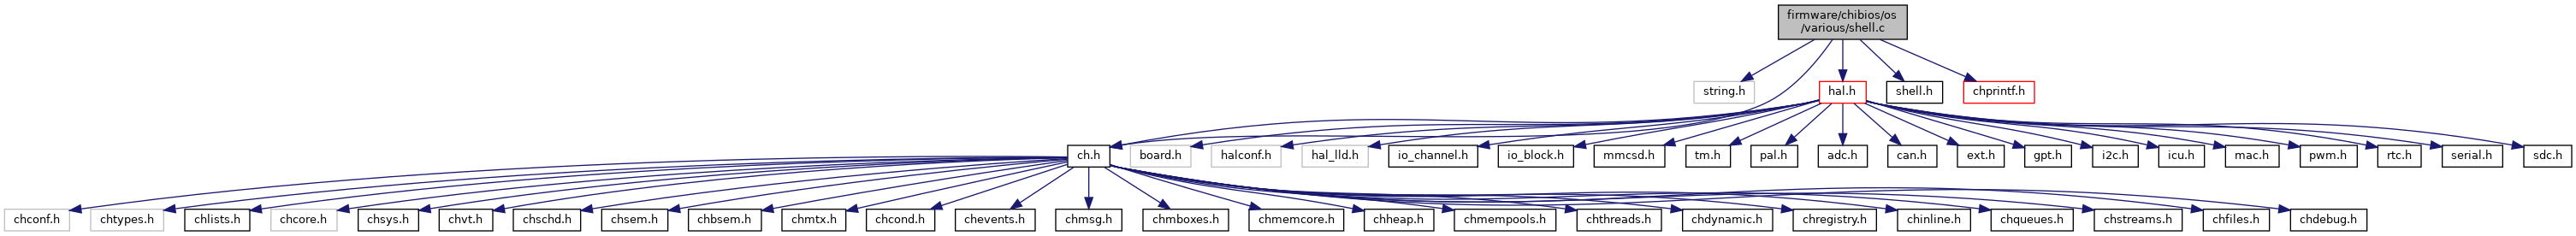 firmware/chibios/os
/various/shell.c
string.h
hal.h
shell.h
chprintf.h
ch.h
board.h
halconf.h
hal_lld.h
io_channel.h
io_block.h
mmcsd.h
tm.h
pal.h
adc.h
can.h
ext.h
gpt.h
i2c.h
icu.h
mac.h
pwm.h
rtc.h
serial.h
sdc.h
chconf.h
chtypes.h
chlists.h
chcore.h
chsys.h
chvt.h
chschd.h
chsem.h
chbsem.h
chmtx.h
chcond.h
chevents.h
chmsg.h
chmboxes.h
chmemcore.h
chheap.h
chmempools.h
chthreads.h
chdynamic.h
chregistry.h
chinline.h
chqueues.h
chstreams.h
chfiles.h
chdebug.h